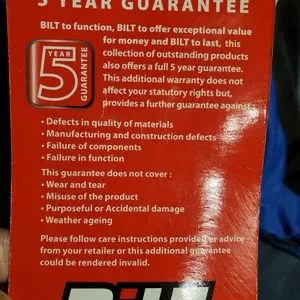 5 YEAR GUARANTEE
BILT to function, BILT to offer exceptional value
for money and BILT to last, this
collection of outstanding products
also offers a full 5 year guarantee.
This additional warranty does not
affect your statutory rights but,
provides a further guarantee against:
YEAR
5
GUARANTEE
• Defects in quality of materials
• Manufacturing and construction defects
• Failure of components
• Failure in function
This guarantee does not cover :
• Wear and tear
• Misuse of the product
• Purposeful or Accidental damage
• Weather ageing
Please follow care instructions provided or advice
from your retailer or this additional guarantee
could be rendered invalid.
Bilt